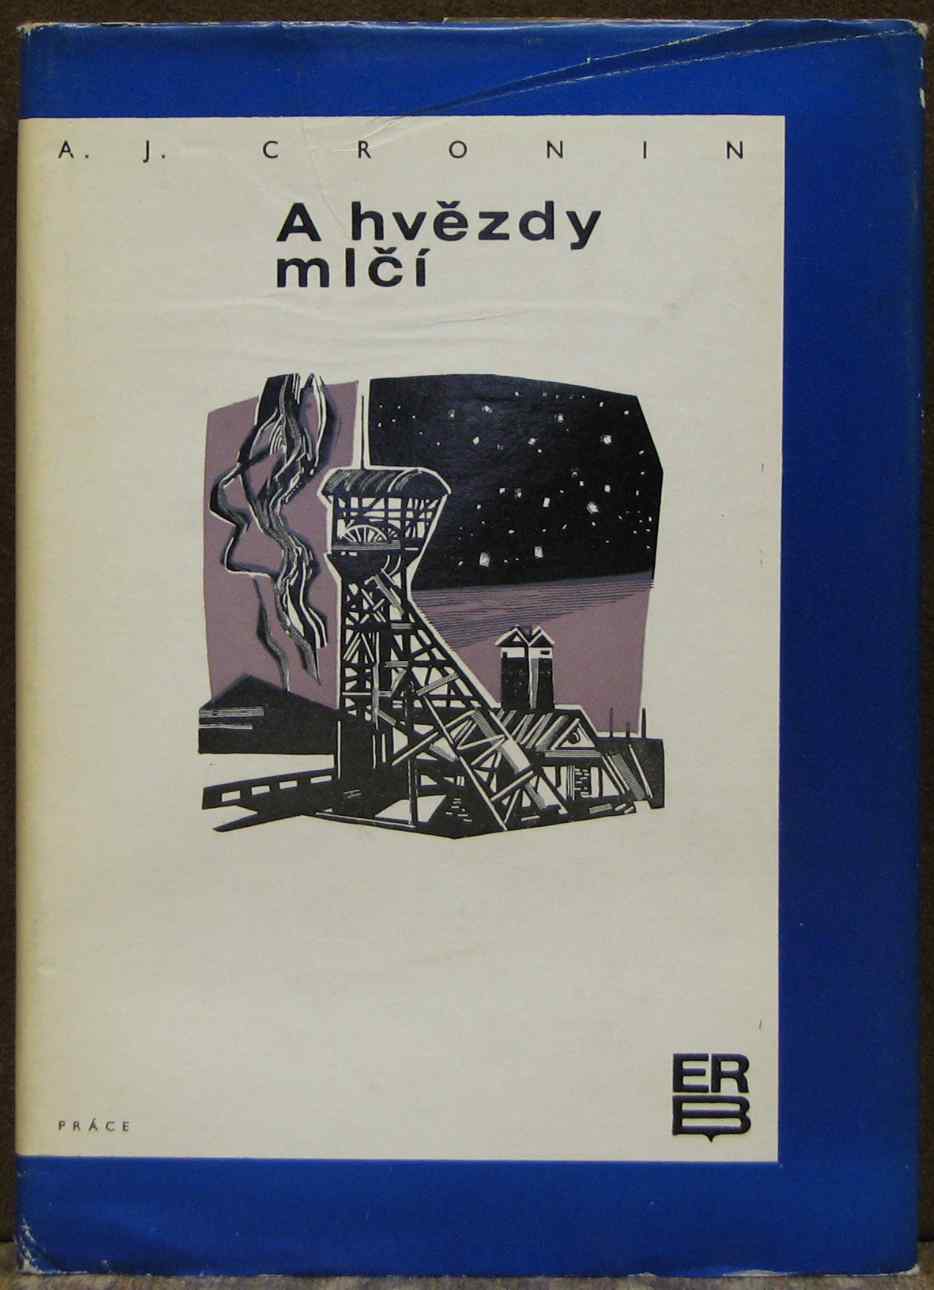 A. J. CRONIN
A hvězdy
mlčí
PRÁCE
ER
B